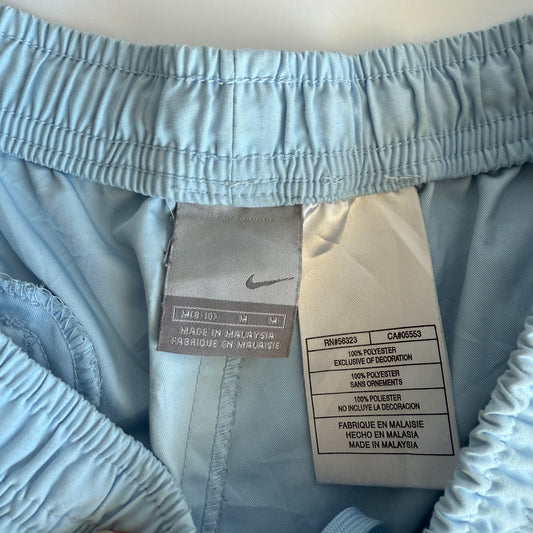 M(8-10) M M
MADE IN MALAYSIA
FABRIQUE EN MALAISIE
RN#56323 CA#05553
100% POLYESTER
EXCLUSIVE OF DECORATION
100% POLYESTER
SANS ORNEMENTS
100% POLIESTER
NO INCLUYE LA DECORACION
FABRIQUE EN MALAISIE
HECHO EN MALASIA
MADE IN MALAYSIA